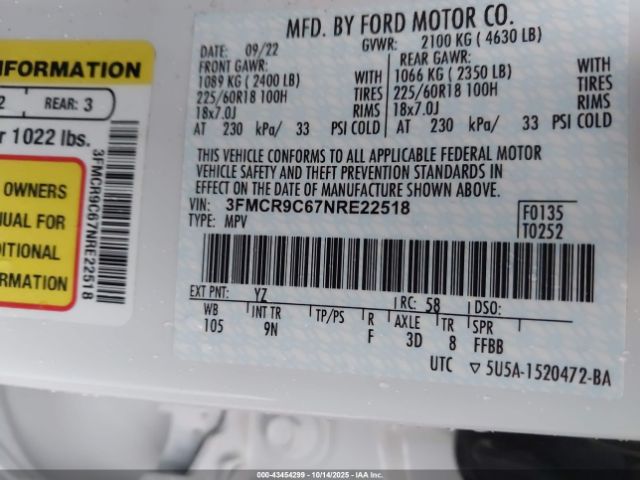 INFORMATION
2 REAR: 3
r 1022 lbs.
OWNERS
NUAL FOR
DITIONAL
ORMATION
3FMCR9C67NRE22518
MFD. BY FORD MOTOR CO.
DATE: 09/22 GVWR: 2100 KG ( 4630 LB)
FRONT GAWR: REAR GAWR:
1089 KG ( 2400 LB) WITH 1066 KG ( 2350 LB) WITH
225/60R18 100H TIRES 225/60R18 100H TIRES
18x7.0J RIMS 18x7.0J RIMS
AT 230 kPa/ 33 PSI COLD AT 230 kPa/ 33 PSI COLD
THIS VEHICLE CONFORMS TO ALL APPLICABLE FEDERAL MOTOR
VEHICLE SAFETY AND THEFT PREVENTION STANDARDS IN
EFFECT ON THE DATE OF MANUFACTURE SHOWN ABOVE.
VIN: 3FMCR9C67NRE22518
TYPE: MPV
F0135
T0252
EXT PNT: YZ RC: 58 DSO:
WB INT TR TP/PS R AXLE TR SPR
105 9N F 3D 8 FFBB
UTC ▽ 5U5A-1520472-BA
000-43454299 - 10/14/2025 - IAAI, Inc.